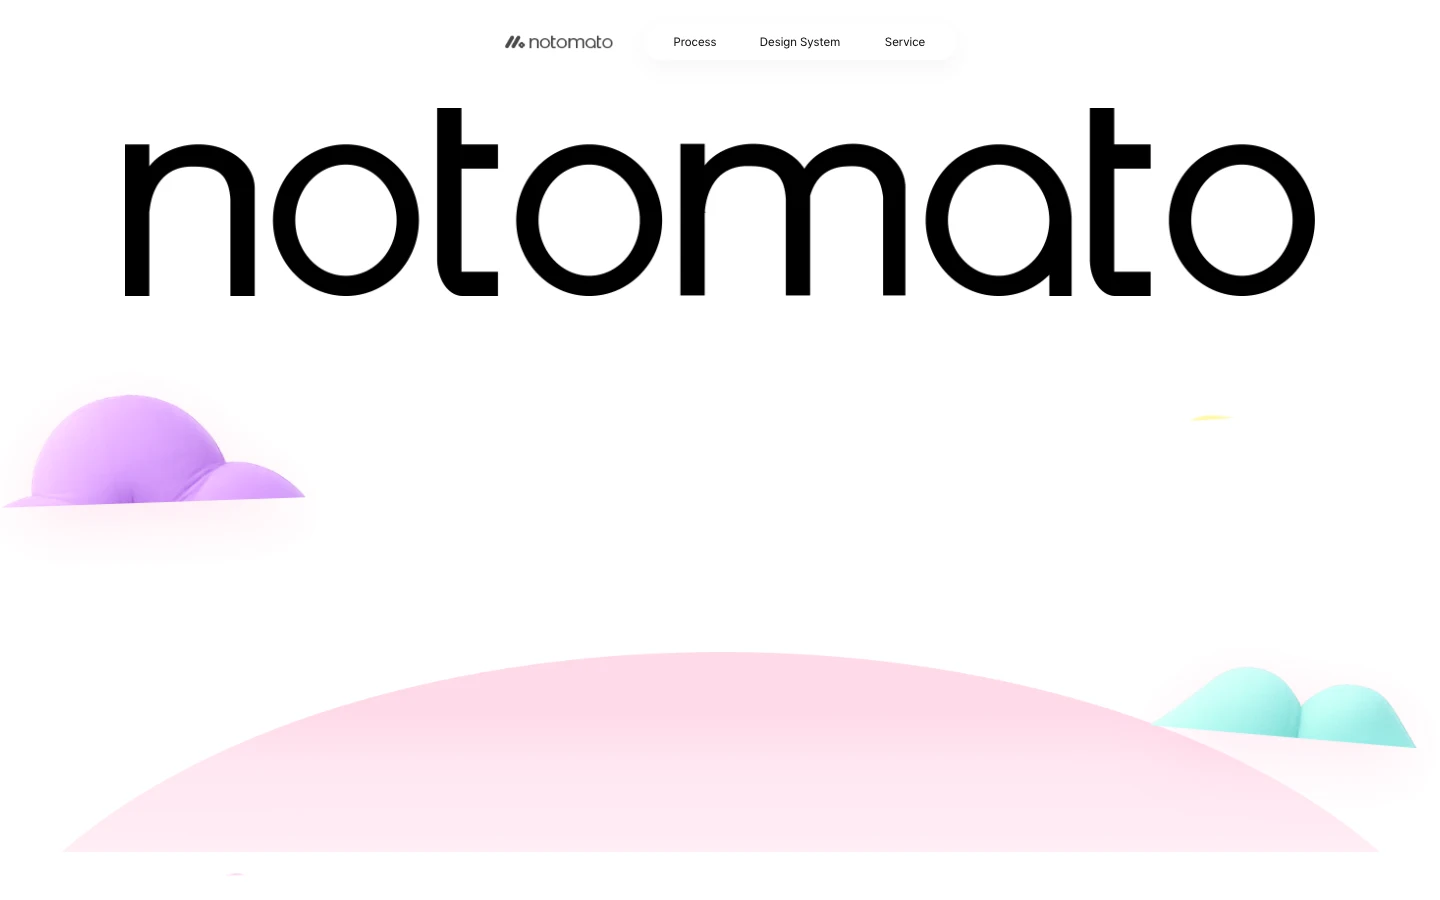 notomato
Process
Design System
Service
notomato